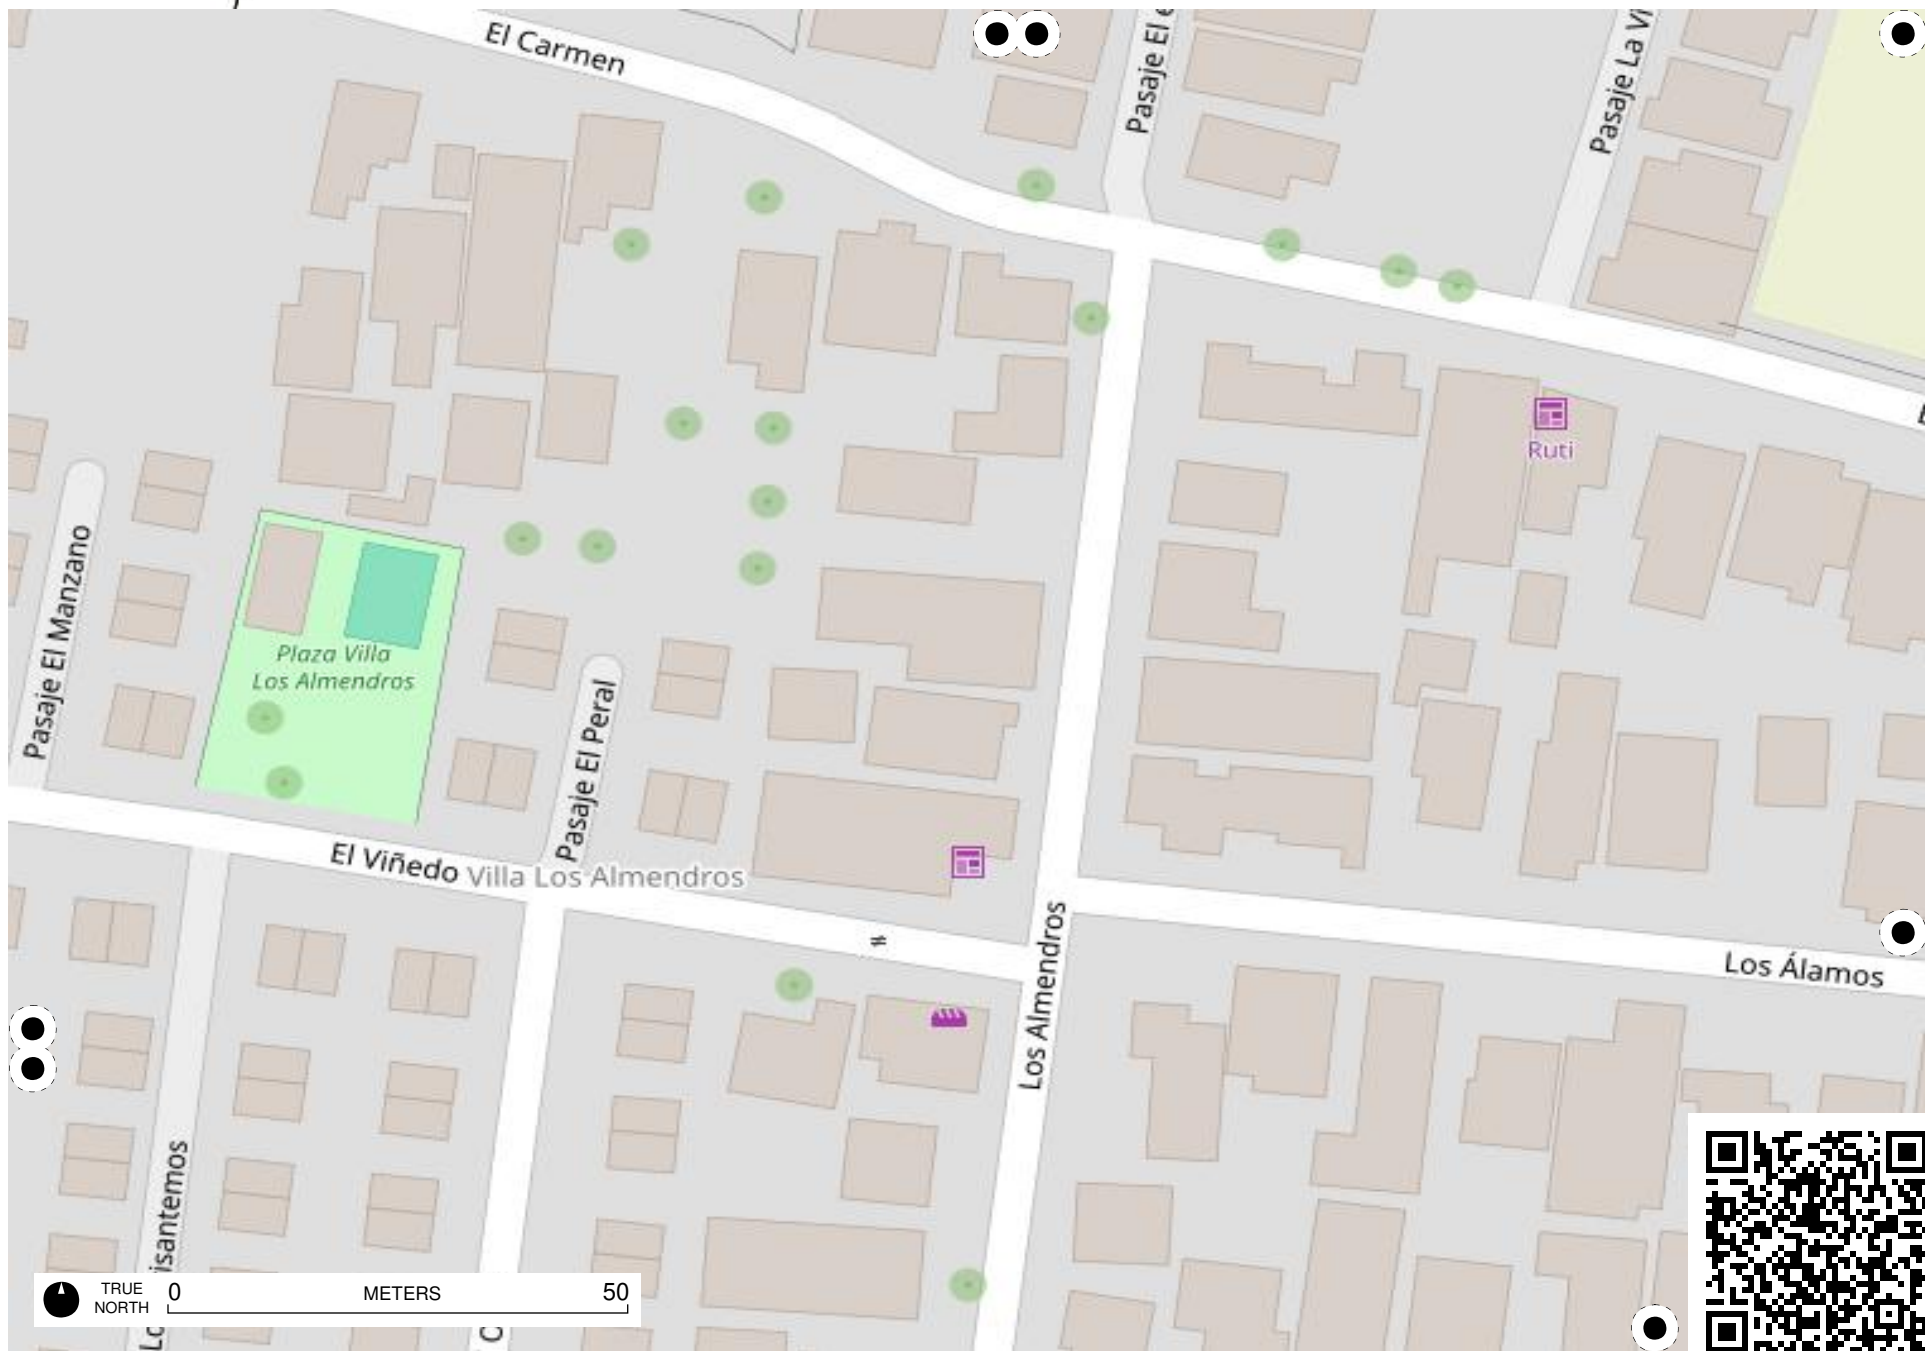 El Carmen
Pasaje El
Pasaje La Vi
Ruti
Pasaje El Manzano
Plaza Villa
Los Almendros
Pasaje El Peral
El Viñedo
Villa Los Almendros
Los Almendros
Los Álamos
isantemos
TRUE
NORTH
0
METERS
50